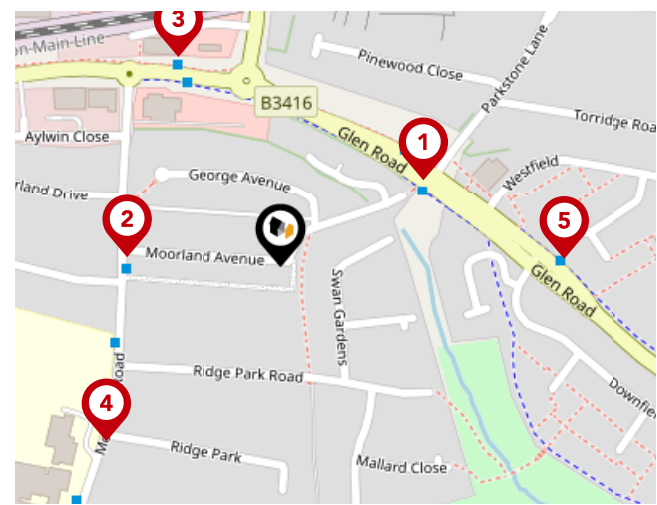 3
on-Main Line
Pinewood Close
Parkstone Lane
B3416
Torridge Roa
Aylwin Close
Glen Road
1
George Avenue
Westfield
rland Drive
2
5
Moorland Avenue
Glen Road
Swan Gardens
Road
Ridge Park Road
Downfie
4
Ma
Ridge Park
Mallard Close